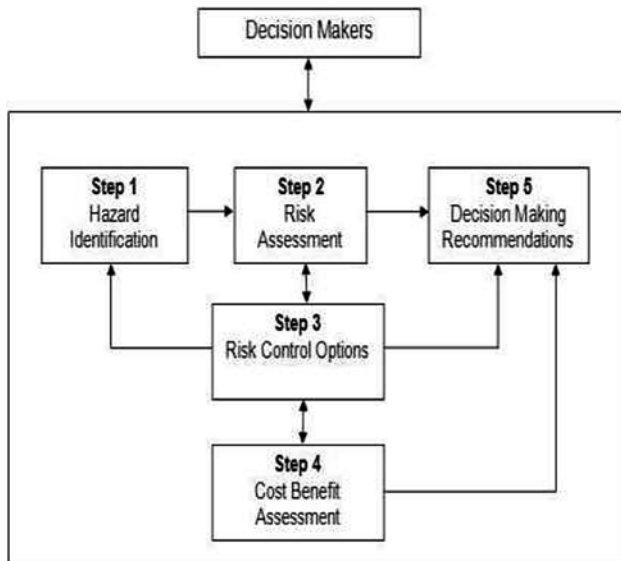 Decision Makers
Step 1
Hazard
Identification
Step 2
Risk
Assessment
Step 5
Decision Making
Recommendations
Step 3
Risk Control Options
Step 4
Cost Benefit
Assessment